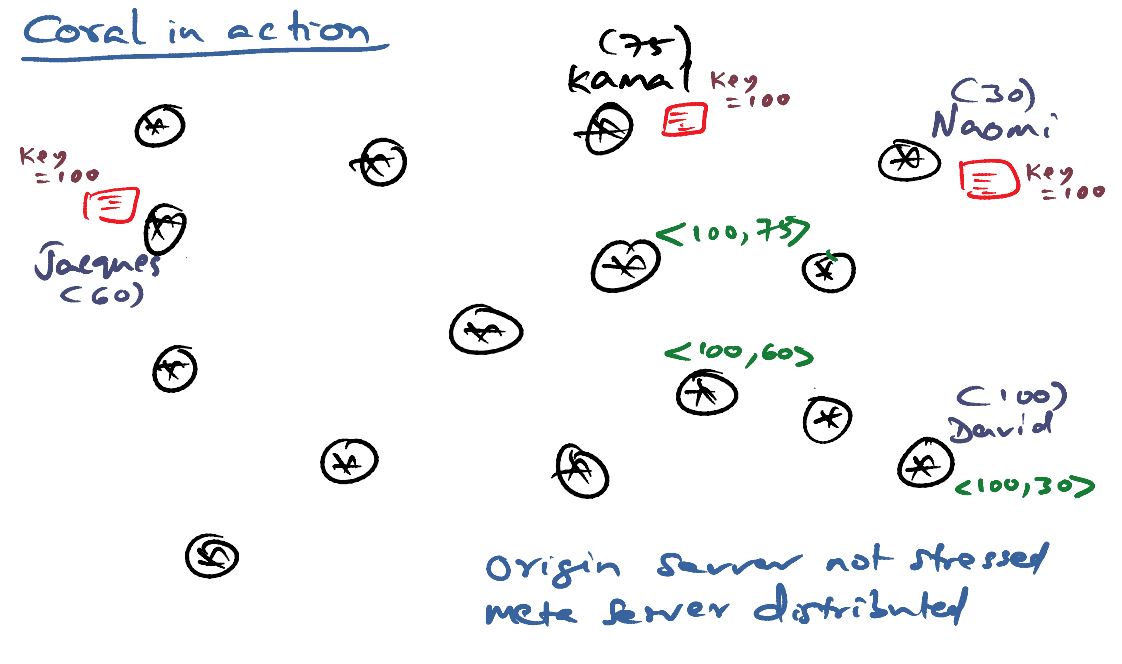 Coral in action
(75)
Kamal
Key
=100
(30)
Naomi
Key
=100
Key
=100
Jacques
(60)
<100,75>
<100,60>
(100)
David
<100,30>
origin server not stressed
meta server distributed